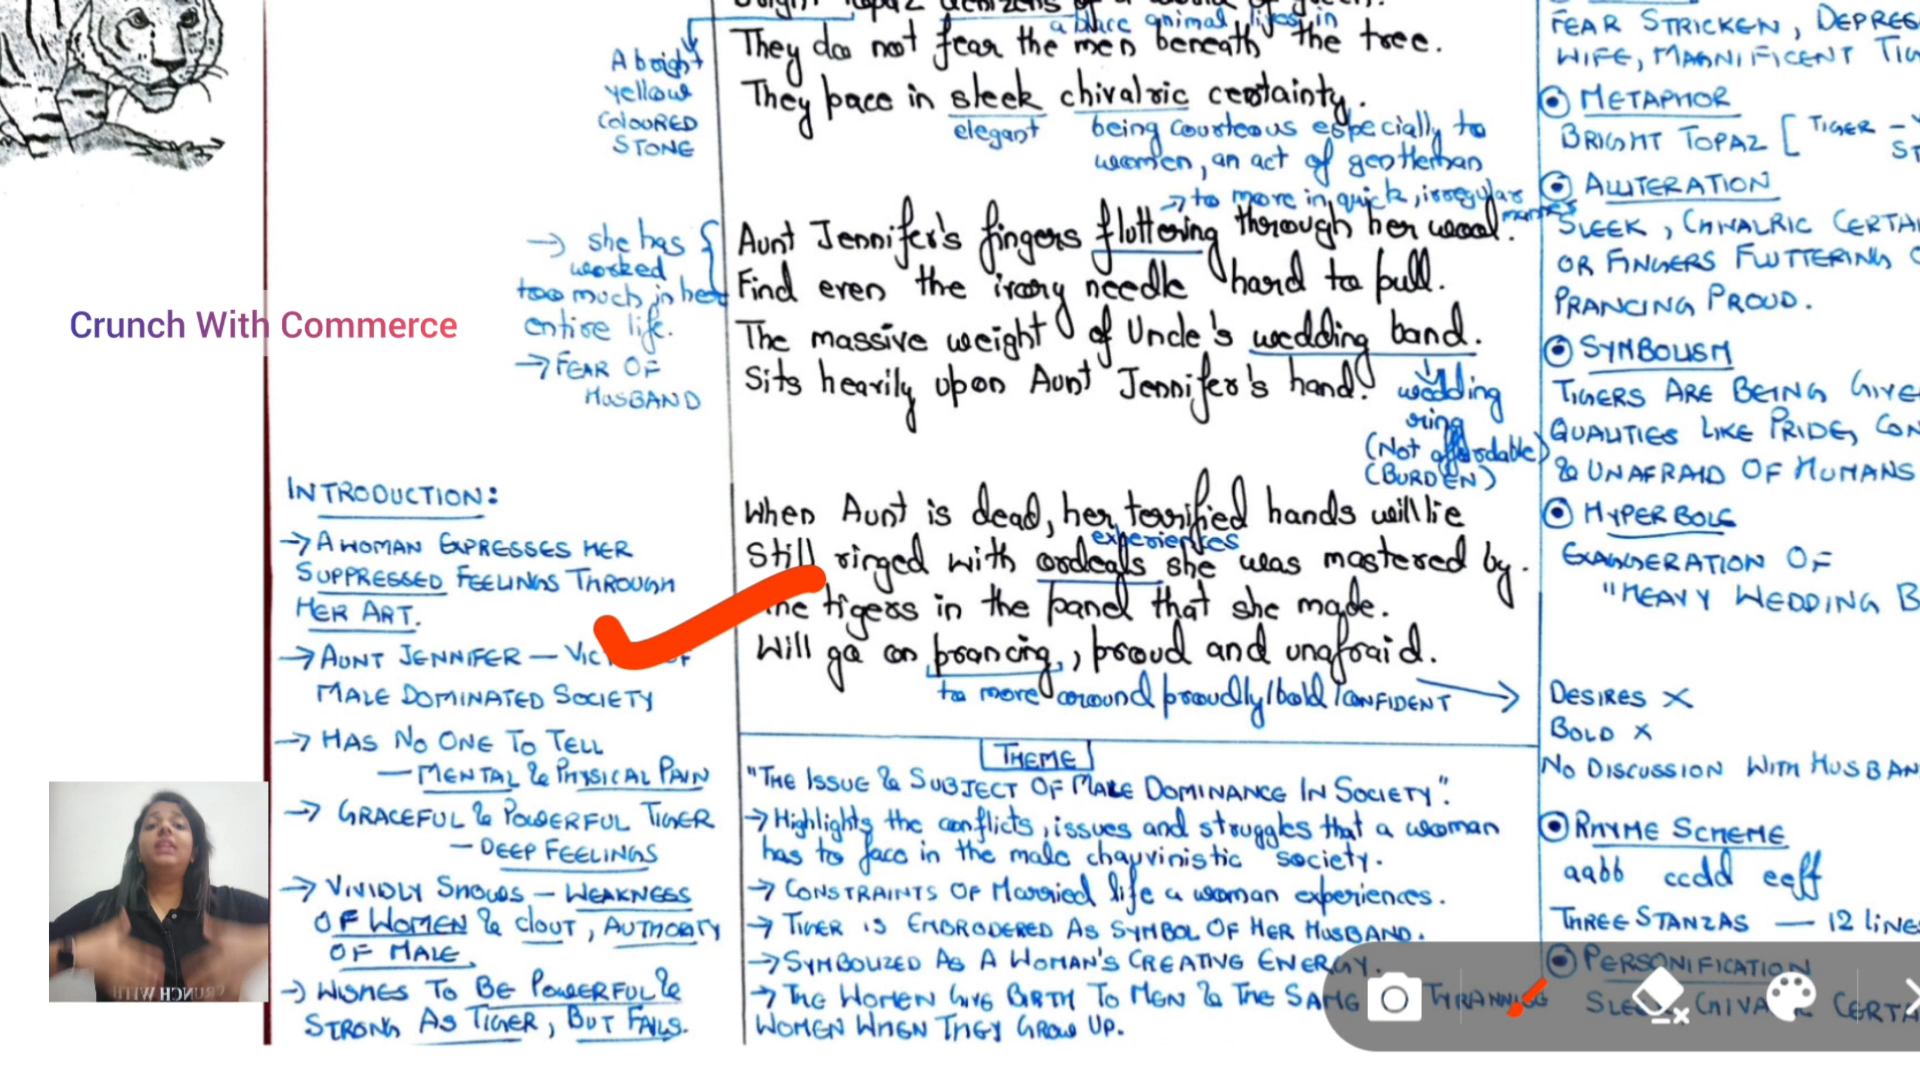 They do not fear the men beneath the tree.
a place animal lives in
They pace in sleek chivalric certainty.
elegant
being courteous especially to
women, an act of gentleman
A bright
yellow
COLOURED
STONE
→ to move in quick, irregular
manner
Aunt Jennifer's fingers fluttering through her wool.
Find even the ivory needle hard to pull.
The massive weight of Uncle's wedding band.
Sits heavily upon Aunt Jennifer's hand.
→ she has
worked
too much in her
entire life.
→ FEAR OF
HUSBAND
wedding
ring
(Not affordable)
(BURDEN)
Crunch With Commerce
When Aunt is dead, her terrified hands will lie
experiences
Still ringed with ordeals she was mastered by.
tigers in the panel that she made.
Will go on prancing, proud and unafraid.
to move around proudly/bold/CONFIDENT
INTRODUCTION:
→ A WOMAN EXPRESSES HER
SUPPRESSED FEELINGS THROUGH
HER ART.
→ AUNT JENNIFER —
MALE DOMINATED SOCIETY
→ HAS NO ONE TO TELL
— MENTAL & PHYSICAL PAIN
→ GRACEFUL & POWERFUL TIGER
— DEEP FEELINGS
→ VIVIDLY SHOWS — WEAKNESS
OF WOMEN & CLOUT, AUTHORITY
OF MALE.
→ WISHES TO BE POWERFUL &
STRONG AS TIGER, BUT FAILS.
THEME
"THE ISSUE & SUBJECT OF MALE DOMINANCE IN SOCIETY".
→ Highlights the conflicts, issues and struggles that a woman
has to face in the male chauvinistic society.
→ CONSTRAINTS OF Married life a woman experiences.
→ TIGER IS EMBRODERED AS SYMBOL OF HER HUSBAND.
→ SYMBOLIZED AS A WOMAN'S CREATIVE ENERGY.
→ THE WOMEN GIVE BIRTH TO MEN & THE SAME
WOMEN WHEN THEY GROW UP.
FEAR STRICKEN, DEPRES
WIFE, MAGNIFICENT TIG
METAPHOR
BRIGHT TOPAZ [TIGER —
ST
ALLITERATION
SLEEK, CHIVALRIC CERTA
OR FINGERS FLUTTERING
PRANCING PROUD.
SYMBOLISM
TIGERS ARE BEING GIVE
QUALITIES LIKE PRIDE, CON
& UNAFRAID OF HUMANS
HYPERBOLE
EXAGGERATION OF
"HEAVY WEDDING B
DESIRES X
BOLD X
NO DISCUSSION WITH HUSBAN
RHYME SCHEME
aabb ccdd eeff
THREE STANZAS — 12 LINES
PERSONIFICATION
CERTA